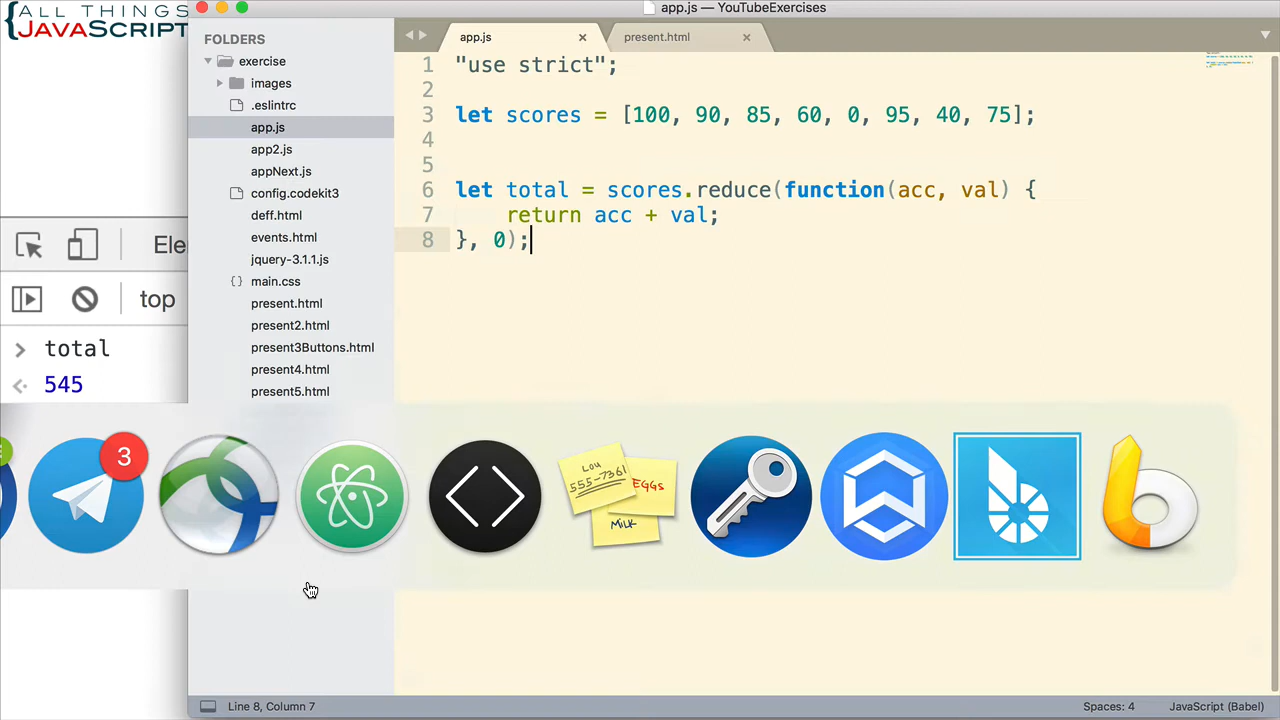 {ALL THINGS
JAVASCRIPT
app.js — YouTubeExercises
FOLDERS
exercise
images
.eslintrc
app.js
app2.js
appNext.js
config.codekit3
deff.html
events.html
jquery-3.1.1.js
{} main.css
present.html
present2.html
present3Buttons.html
present4.html
present5.html
app.js
present.html
1 "use strict";
2
3 let scores = [100, 90, 85, 60, 0, 95, 40, 75];
4
5
6 let total = scores.reduce(function(acc, val) {
7 return acc + val;
8 }, 0);
Ele
top
> total
545
3
LOU
555-7361
EGGS
MILK
Line 8, Column 7
Spaces: 4
JavaScript (Babel)